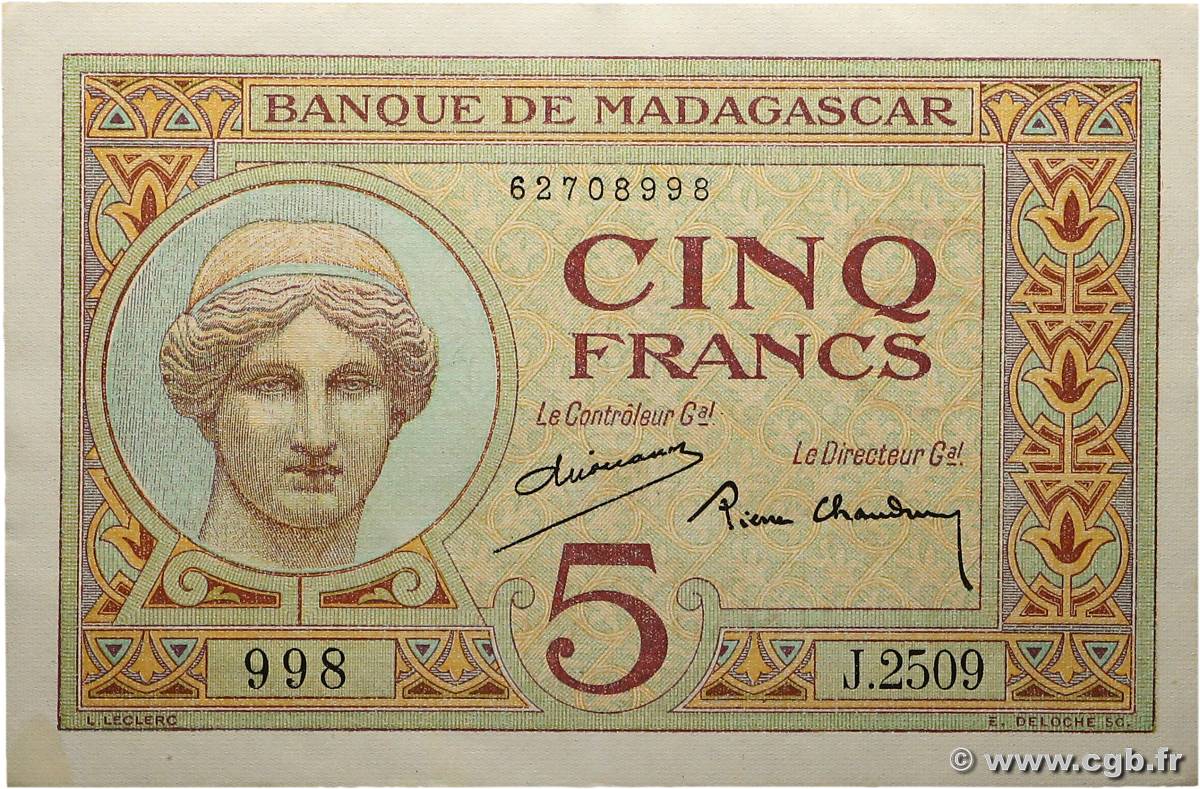 BANQUE DE MADAGASCAR
62708998
CINQ
FRANCS
Le Contrôleur Gal.
Le Directeur Gal.
Pierre
5
998
J.2509
L. LECLERC
E. DELOCHE SC.
© www.cgb.fr